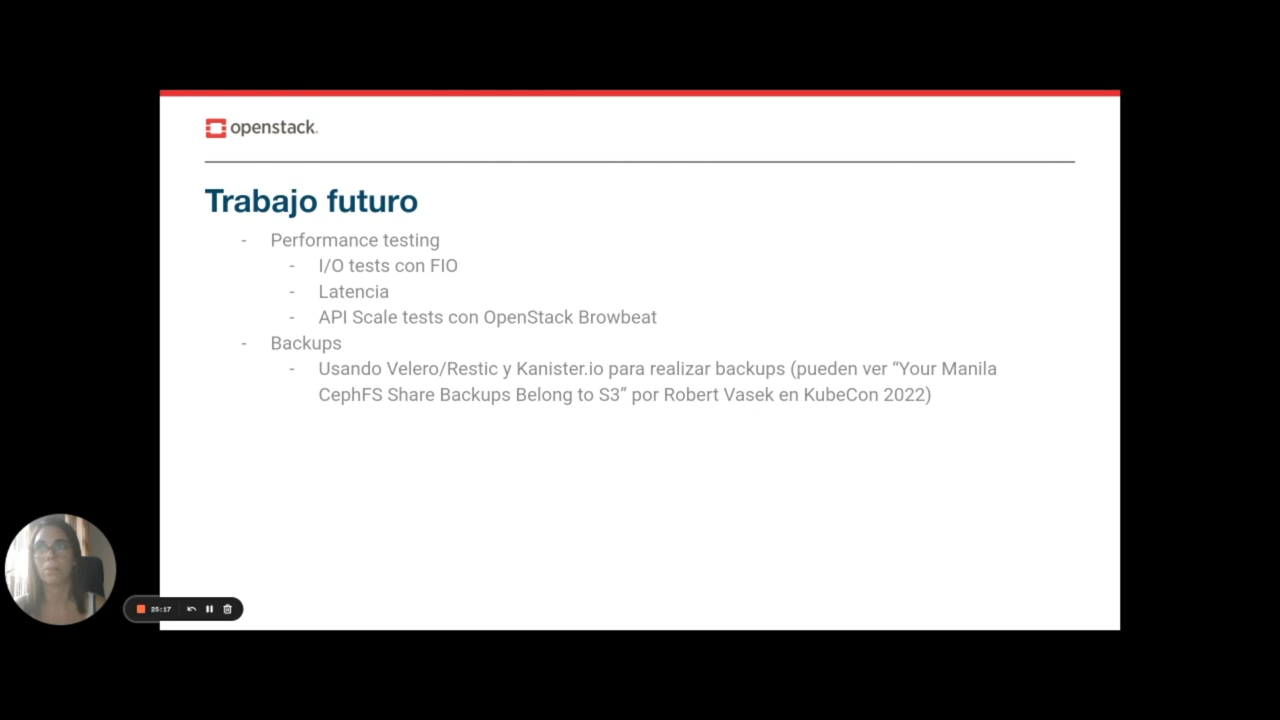 openstack.
Trabajo futuro
- Performance testing
- I/O tests con FIO
- Latencia
- API Scale tests con OpenStack Browbeat
- Backups
- Usando Velero/Restic y Kanister.io para realizar backups (pueden ver “Your Manila
CephFS Share Backups Belong to S3” por Robert Vasek en KubeCon 2022)
25:17